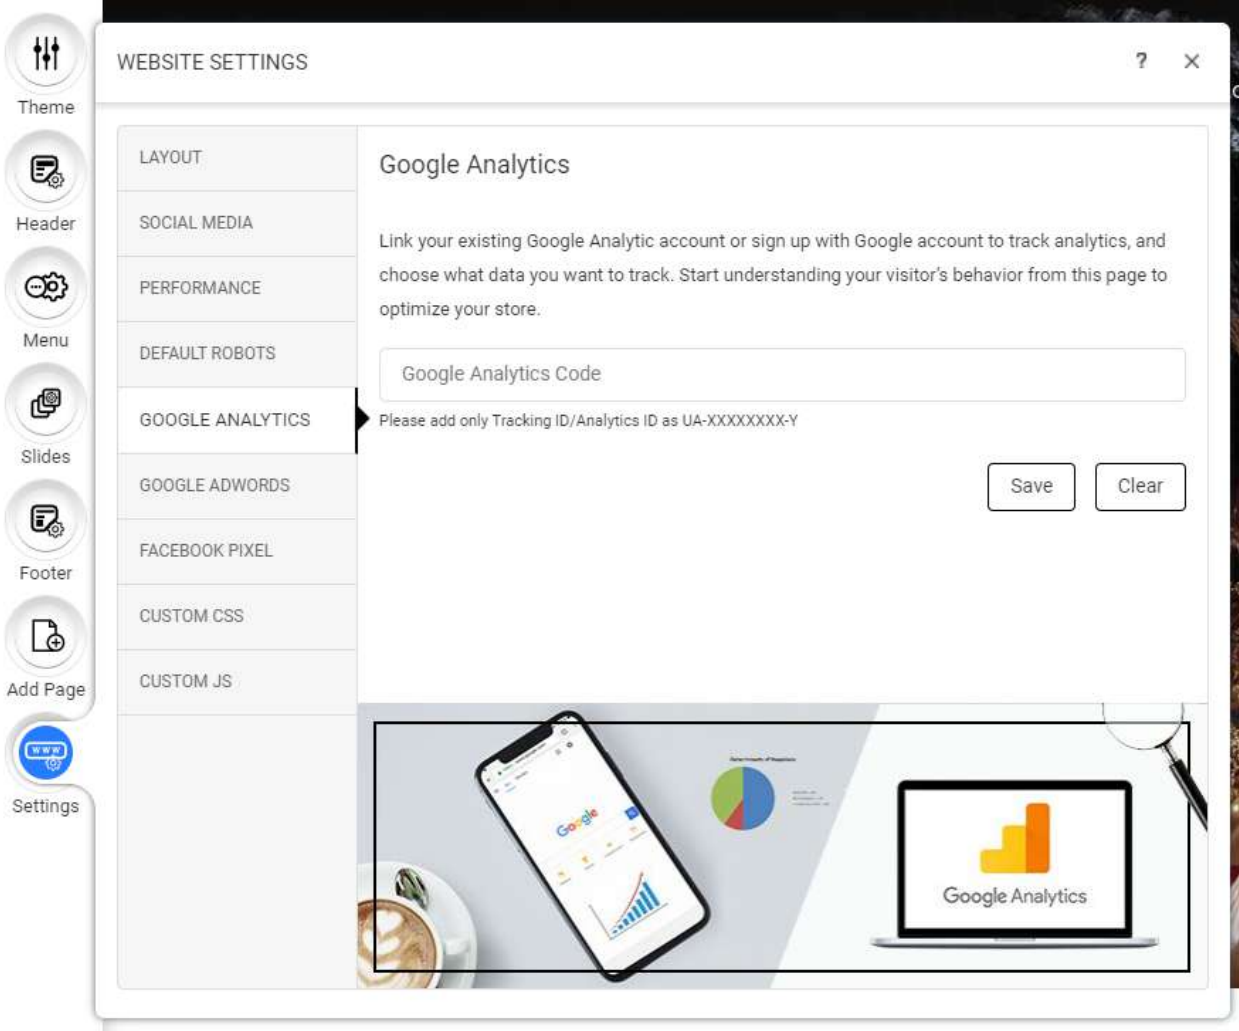 WEBSITE SETTINGS
?
Theme
Header
Menu
Slides
Footer
Add Page
www
Settings
LAYOUT
SOCIAL MEDIA
PERFORMANCE
DEFAULT ROBOTS
GOOGLE ANALYTICS
GOOGLE ADWORDS
FACEBOOK PIXEL
CUSTOM CSS
CUSTOM JS
Google Analytics
Link your existing Google Analytic account or sign up with Google account to track analytics, and
choose what data you want to track. Start understanding your visitor's behavior from this page to
optimize your store.
Google Analytics Code
Please add only Tracking ID/Analytics ID as UA-XXXXXXXX-Y
Save
Clear
Google
Google Analytics